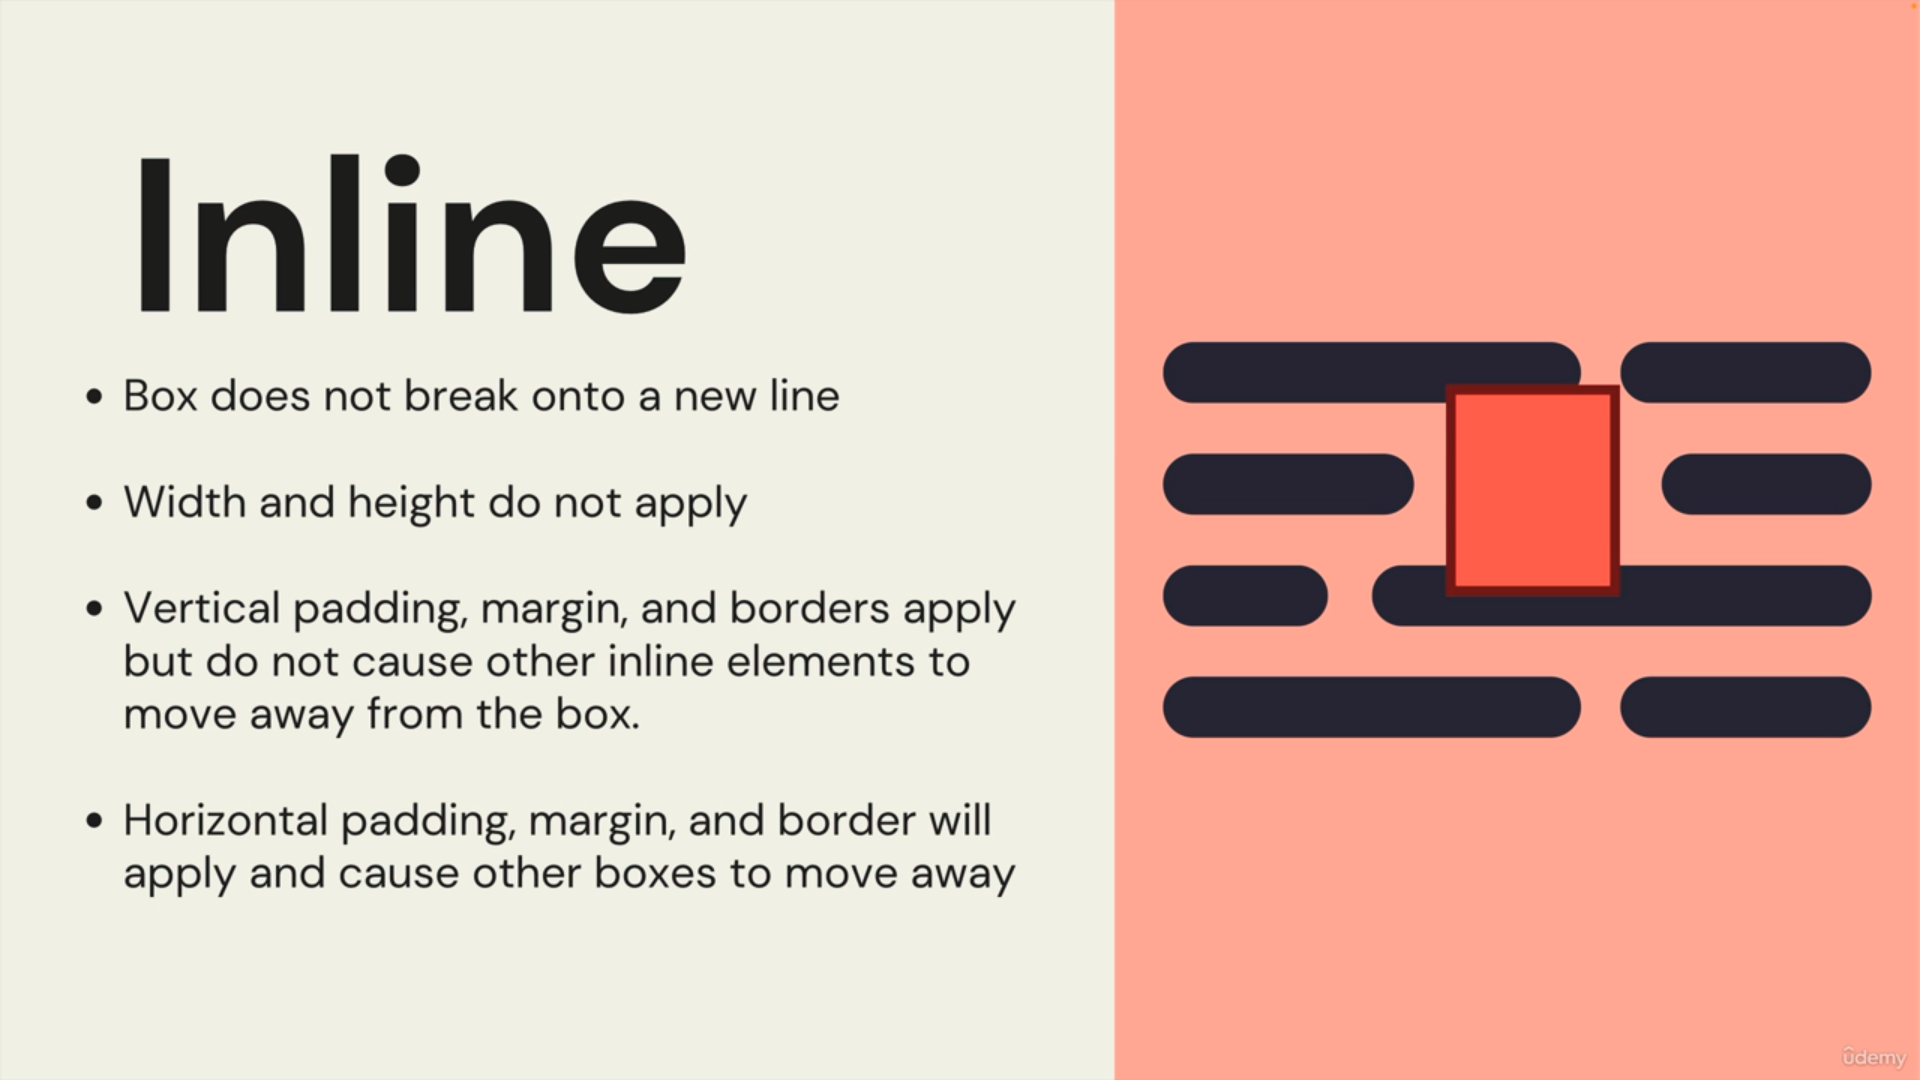 Inline
• Box does not break onto a new line
• Width and height do not apply
• Vertical padding, margin, and borders apply
but do not cause other inline elements to
move away from the box.
• Horizontal padding, margin, and border will
apply and cause other boxes to move away
ûdemy